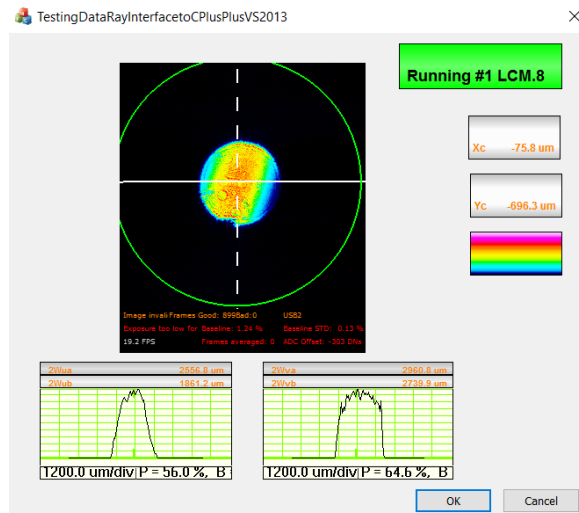 TestingDataRayInterfacetoCPlusPlusVS2013
Running #1 LCM.8
Xc -75.8 um
Yc -696.3 um
Image invali Frames Good: 899 Bad: 0 USB2
Exposure too low for Baseline: 1.24 % Baseline STD: 0.13 %
19.2 FPS Frames averaged: 0 ADC Offset: -303 DNs
2Wua 2556.8 um
2Wub 1861.2 um
1200.0 um/div P = 56.0 %, B
2Wva 2960.8 um
2Wvb 2739.9 um
1200.0 um/div P = 64.6 %, B
OK Cancel